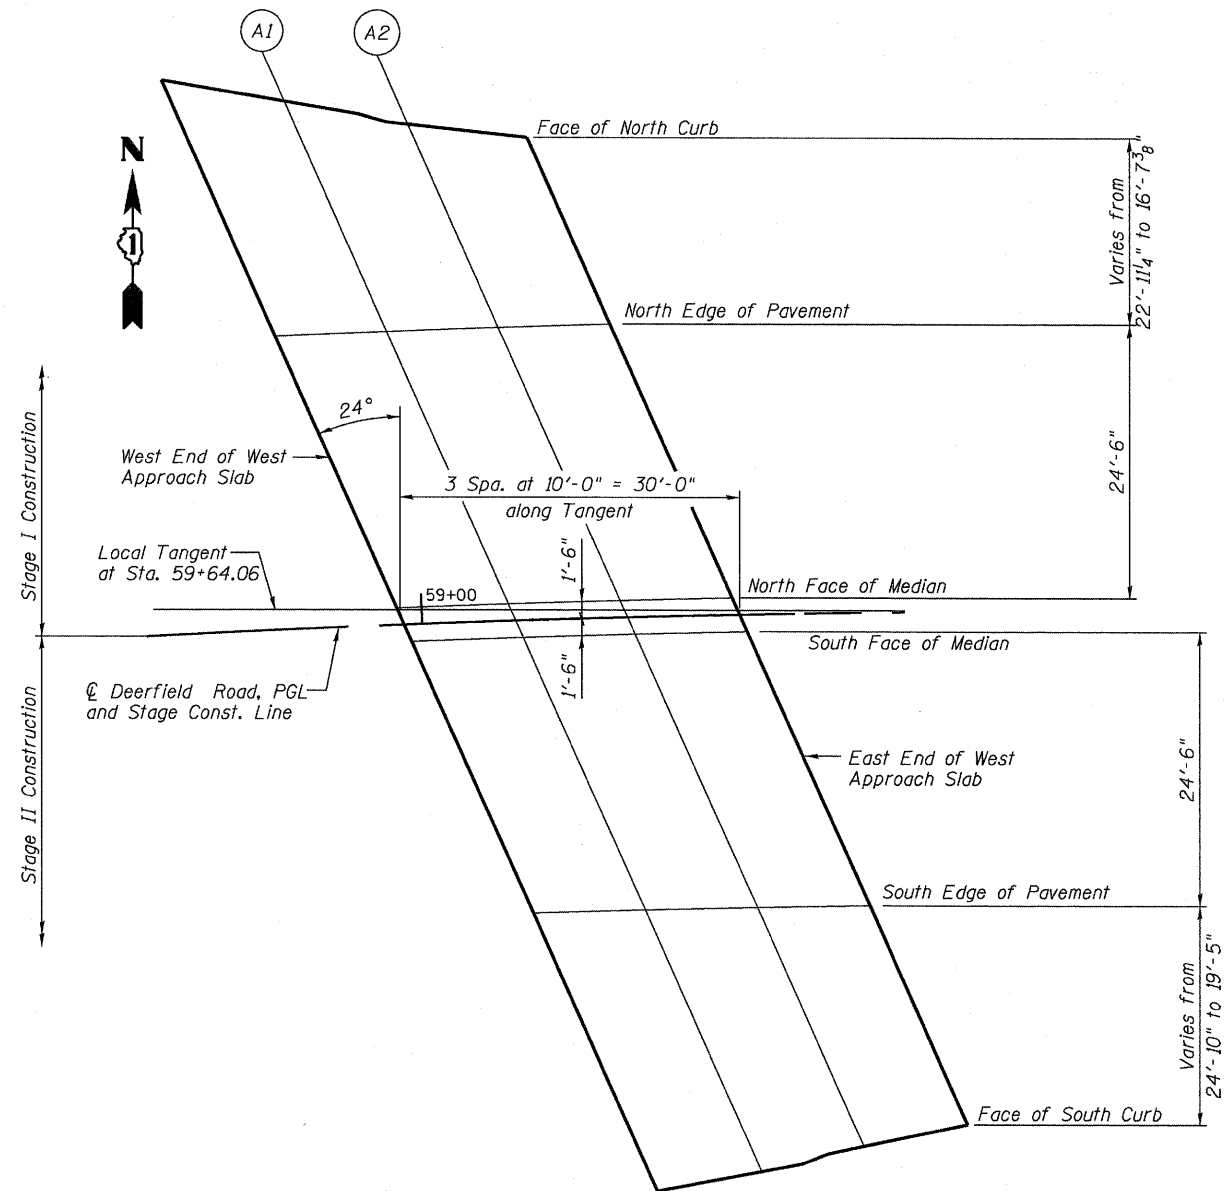 A1
A2
Face of North Curb
N
1
Varies from
22'-11¼" to 16'-7⅜"
North Edge of Pavement
24°
Stage I Construction
West End of West
Approach Slab
24'-6"
3 Spa. at 10'-0" = 30'-0"
along Tangent
Local Tangent
at Sta. 59+64.06
1'-6"
59+00
North Face of Median
South Face of Median
1'-6"
℄ Deerfield Road, PGL
and Stage Const. Line
Stage II Construction
East End of West
Approach Slab
24'-6"
South Edge of Pavement
Varies from
24'-10" to 19'-5"
Face of South Curb